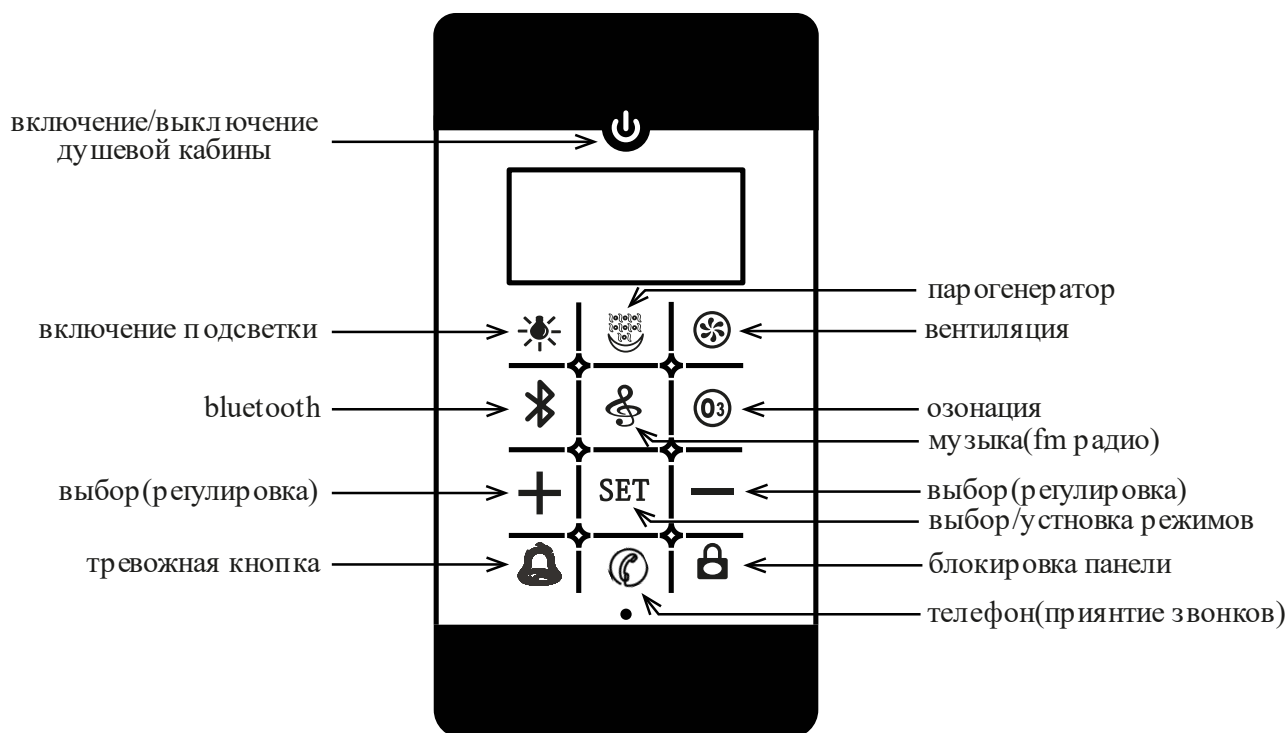 включение/выключение
душевой кабины
парогенератор
включение подсветки
вентиляция
bluetooth
O3
озонация
музыка(fm радио)
выбор(регулировка)
SET
выбор(регулировка)
выбор/устновка режимов
тревожная кнопка
блокировка панели
телефон(приянтие звонков)